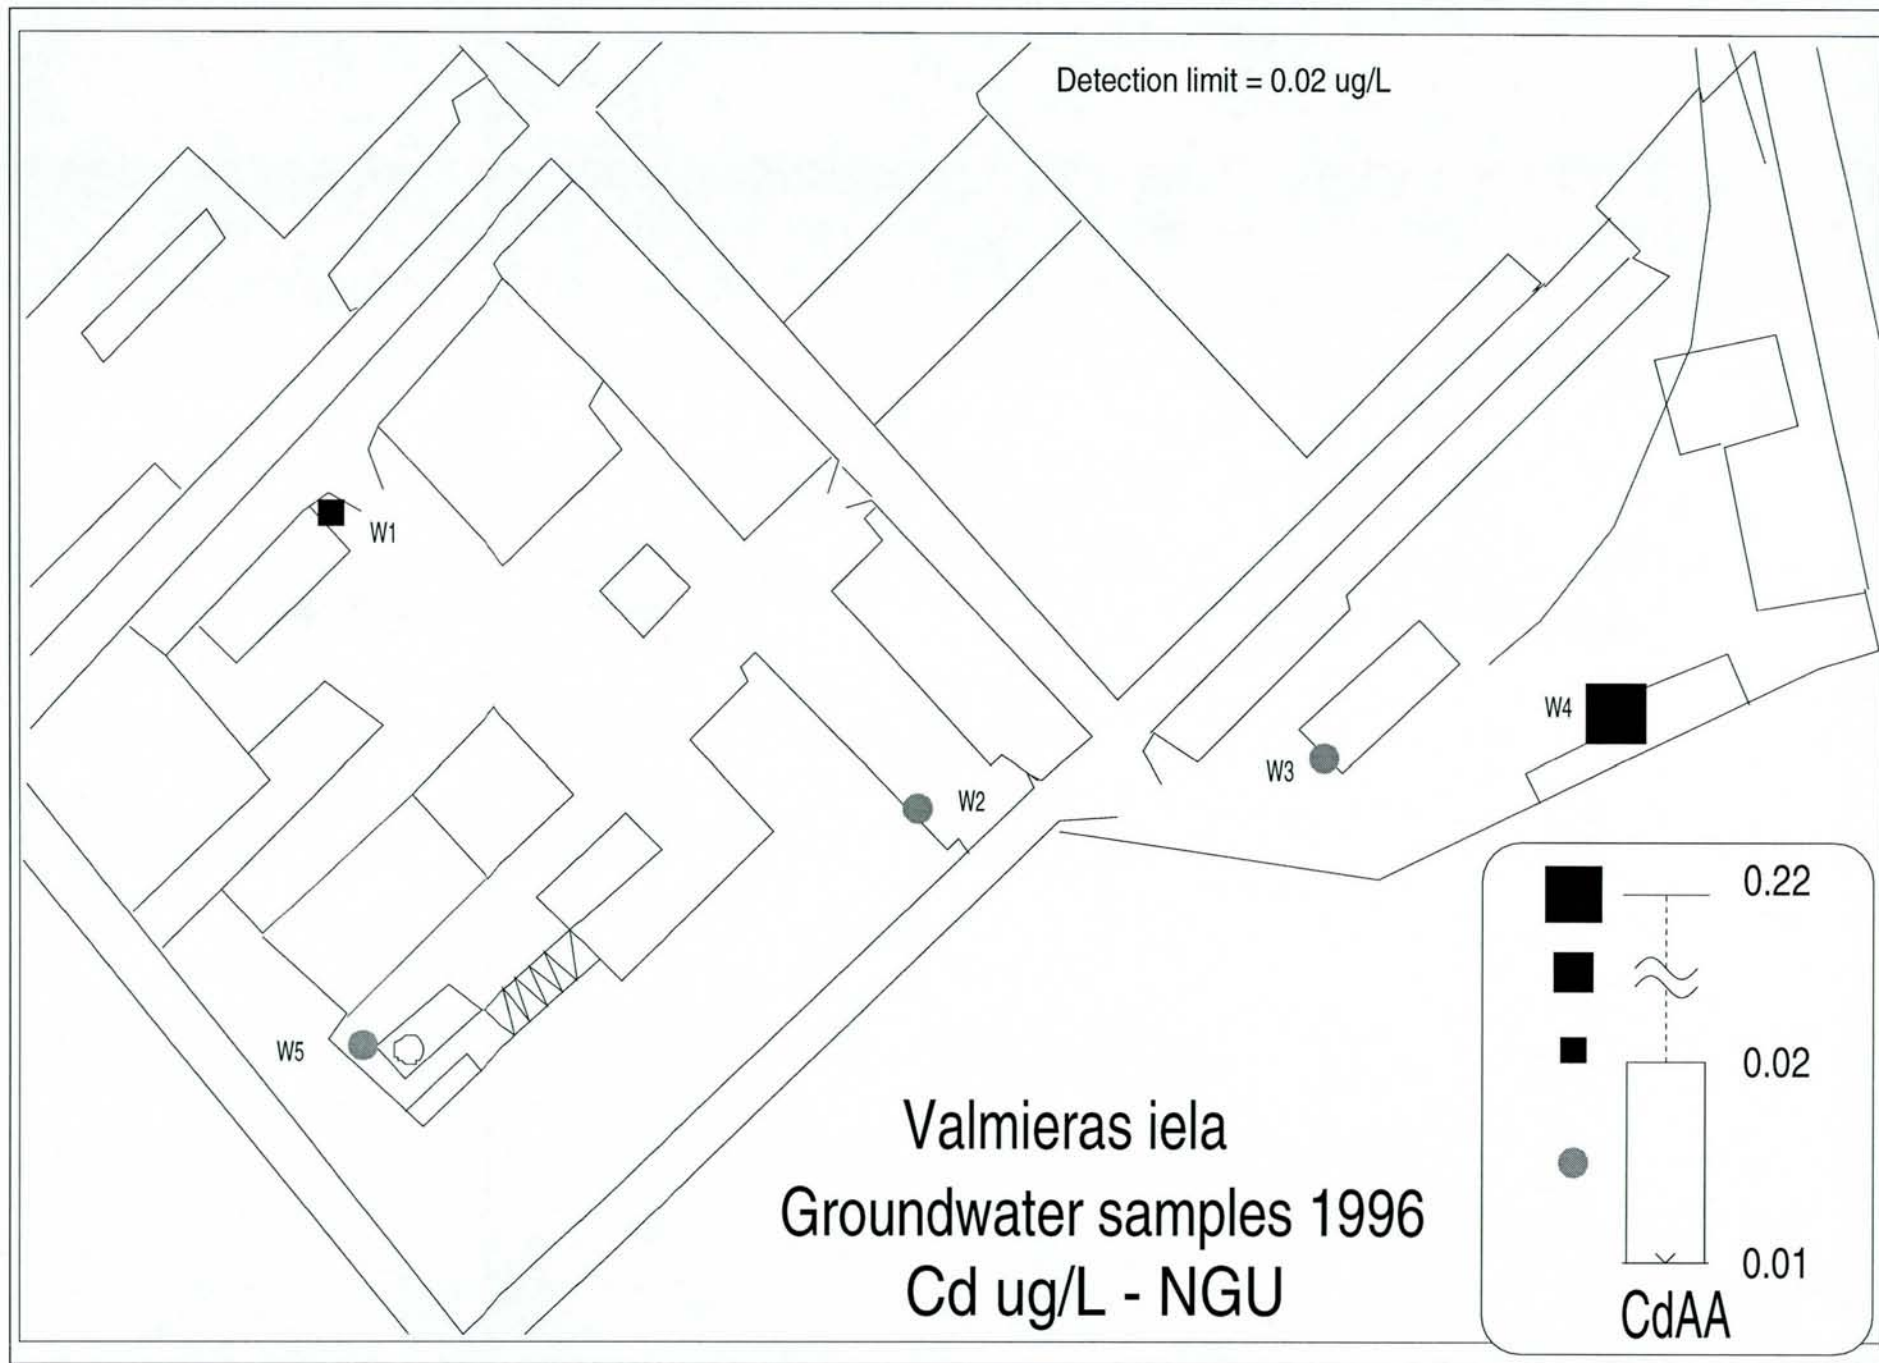 Detection limit = 0.02 ug/L
W1
W4
W3
W2
W5
0.22
0.02
0.01
CdAA
Valmieras iela
Groundwater samples 1996
Cd ug/L - NGU